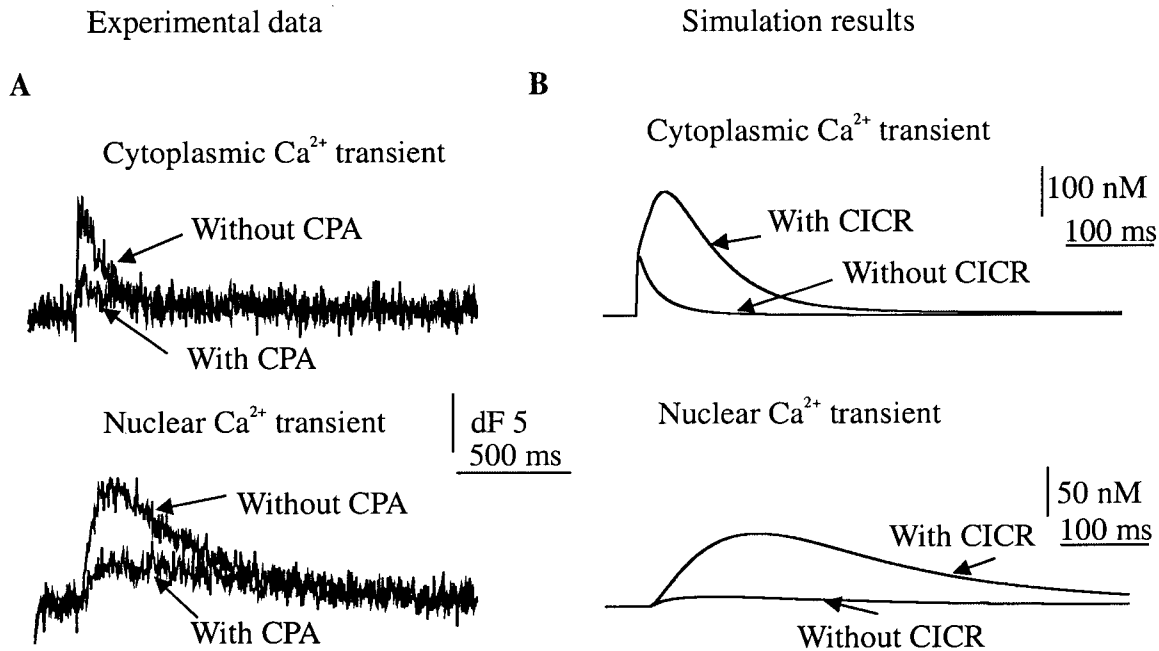 Experimental data
Simulation results
A
B
Cytoplasmic Ca²⁺ transient
Without CPA
With CPA
Nuclear Ca²⁺ transient
dF 5
500 ms
Without CPA
With CPA
Cytoplasmic Ca²⁺ transient
100 nM
100 ms
With CICR
Without CICR
Nuclear Ca²⁺ transient
50 nM
100 ms
With CICR
Without CICR